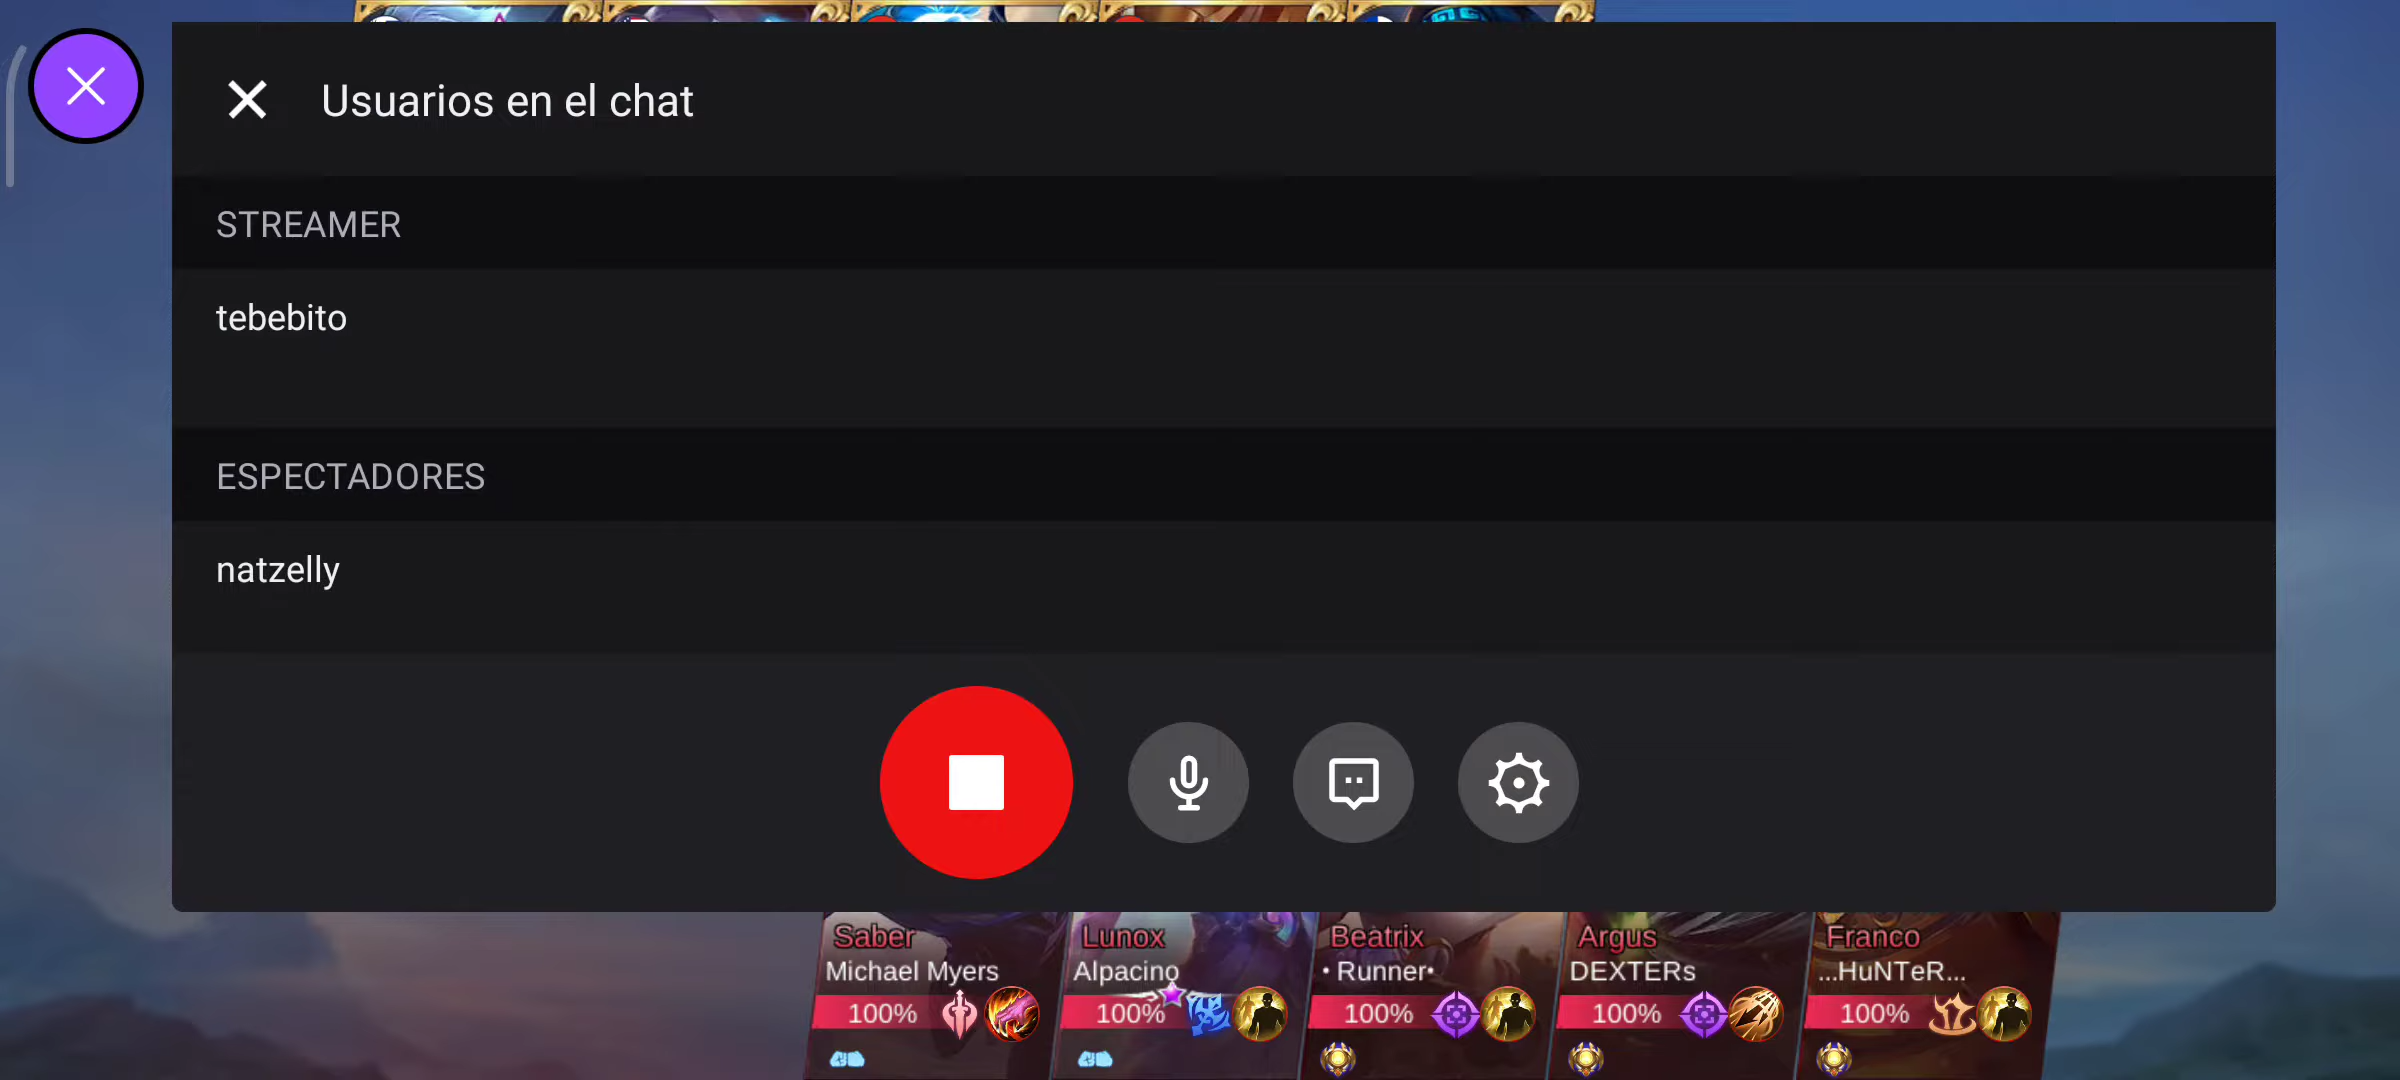 Usuarios en el chat
STREAMER
tebebito
ESPECTADORES
natzelly
Saber Lunox Beatrix Argus Franco
Michael Myers Alpacino • Runner• DEXTERs ...HuNTeR...
100% 100% 100% 100% 100%